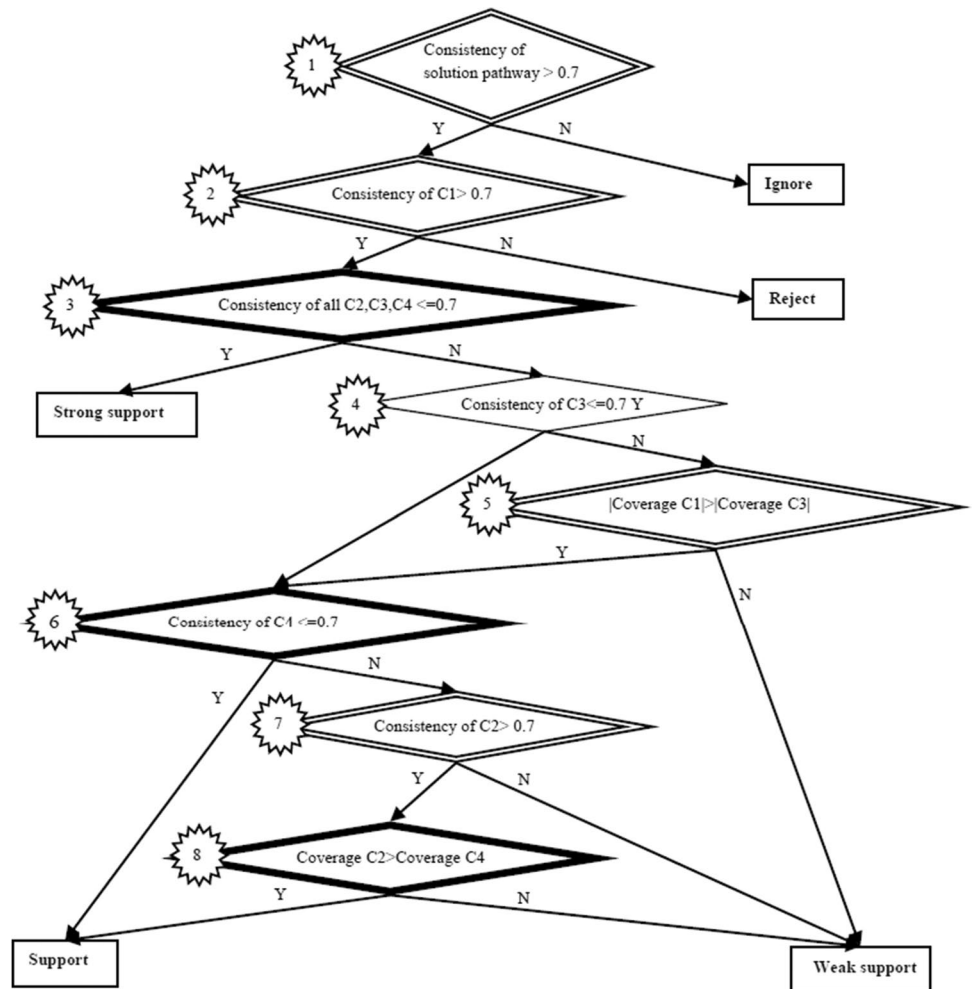 Consistency of
solution pathway > 0.7
1
Y
N
Ignore
2
Consistency of C1> 0.7
Y
N
Reject
3
Consistency of all C2,C3,C4 <=0.7
Y
N
Strong support
4
Consistency of C3<=0.7 Y
N
5
|Coverage C1|>|Coverage C3|
Y
N
6
Consistency of C4 <=0.7
N
Y
7
Consistency of C2> 0.7
Y
N
8
Coverage C2>Coverage C4
Y
N
Support
Weak support